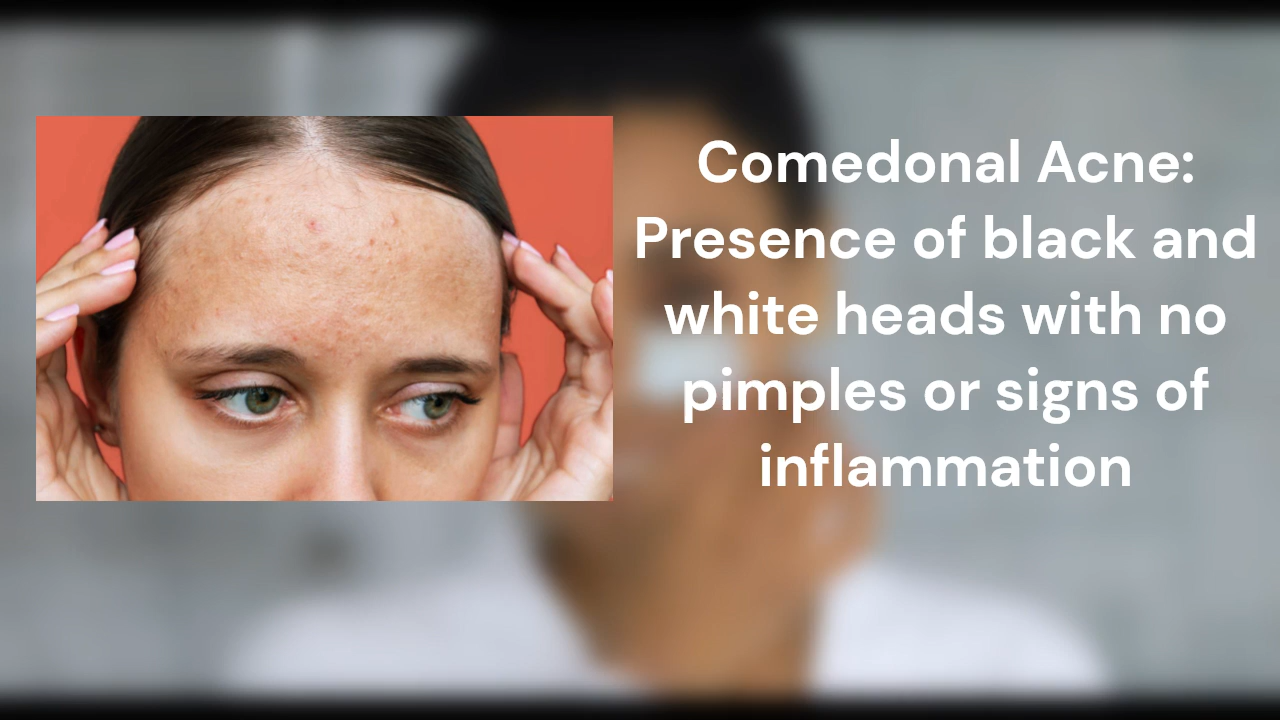 Comedonal Acne:
Presence of black and
white heads with no
pimples or signs of
inflammation